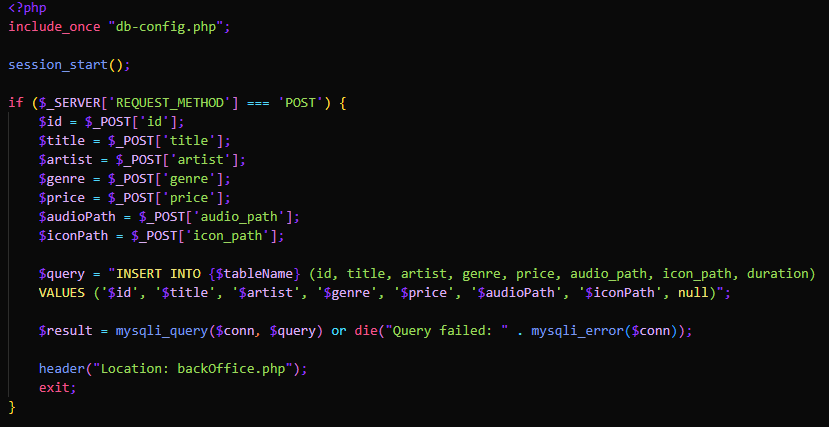 <?php
include_once "db-config.php";
session_start();
if ($_SERVER['REQUEST_METHOD'] === 'POST') {
$id = $_POST['id'];
$title = $_POST['title'];
$artist = $_POST['artist'];
$genre = $_POST['genre'];
$price = $_POST['price'];
$audioPath = $_POST['audio_path'];
$iconPath = $_POST['icon_path'];
$query = "INSERT INTO {$tableName} (id, title, artist, genre, price, audio_path, icon_path, duration)
VALUES ('$id', '$title', '$artist', '$genre', '$price', '$audioPath', '$iconPath', null)";
$result = mysqli_query($conn, $query) or die("Query failed: " . mysqli_error($conn));
header("Location: backOffice.php");
exit;
}